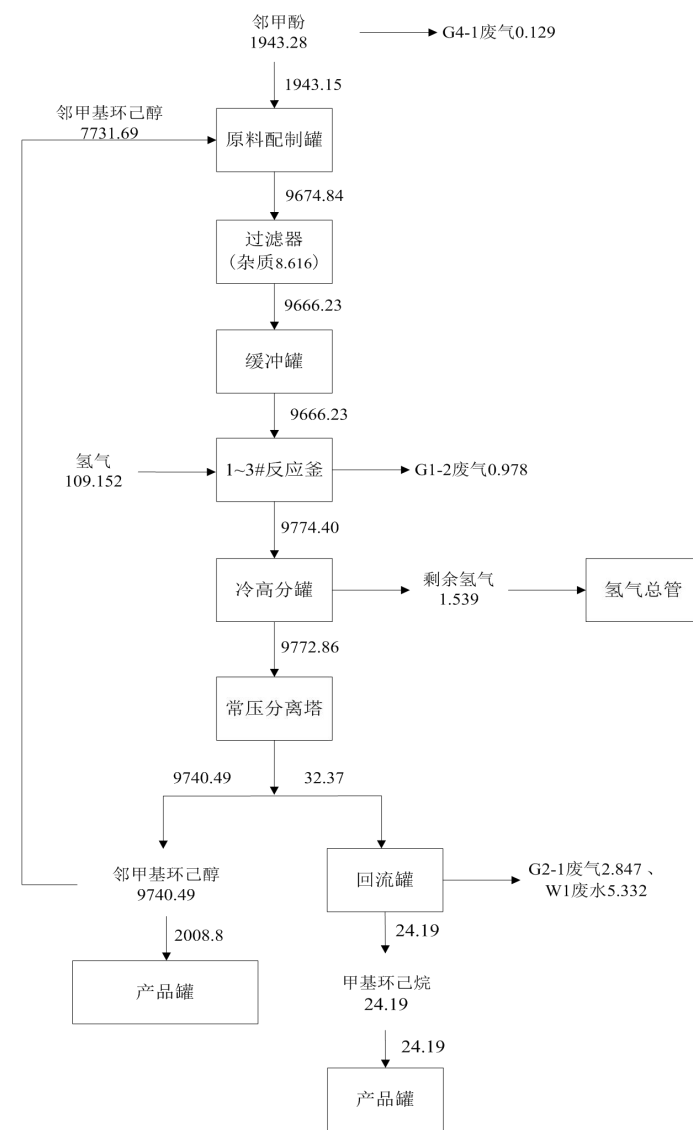 邻甲酚
1943.28
G4-1废气0.129
1943.15
邻甲基环己醇
7731.69
原料配制罐
9674.84
过滤器
（杂质8.616）
9666.23
缓冲罐
9666.23
氢气
109.152
1~3#反应釜
G1-2废气0.978
9774.40
冷高分罐
剩余氢气
1.539
氢气总管
9772.86
常压分离塔
9740.49
32.37
邻甲基环己醇
9740.49
回流罐
G2-1废气2.847 、
W1废水5.332
2008.8
24.19
产品罐
甲基环己烷
24.19
24.19
产品罐